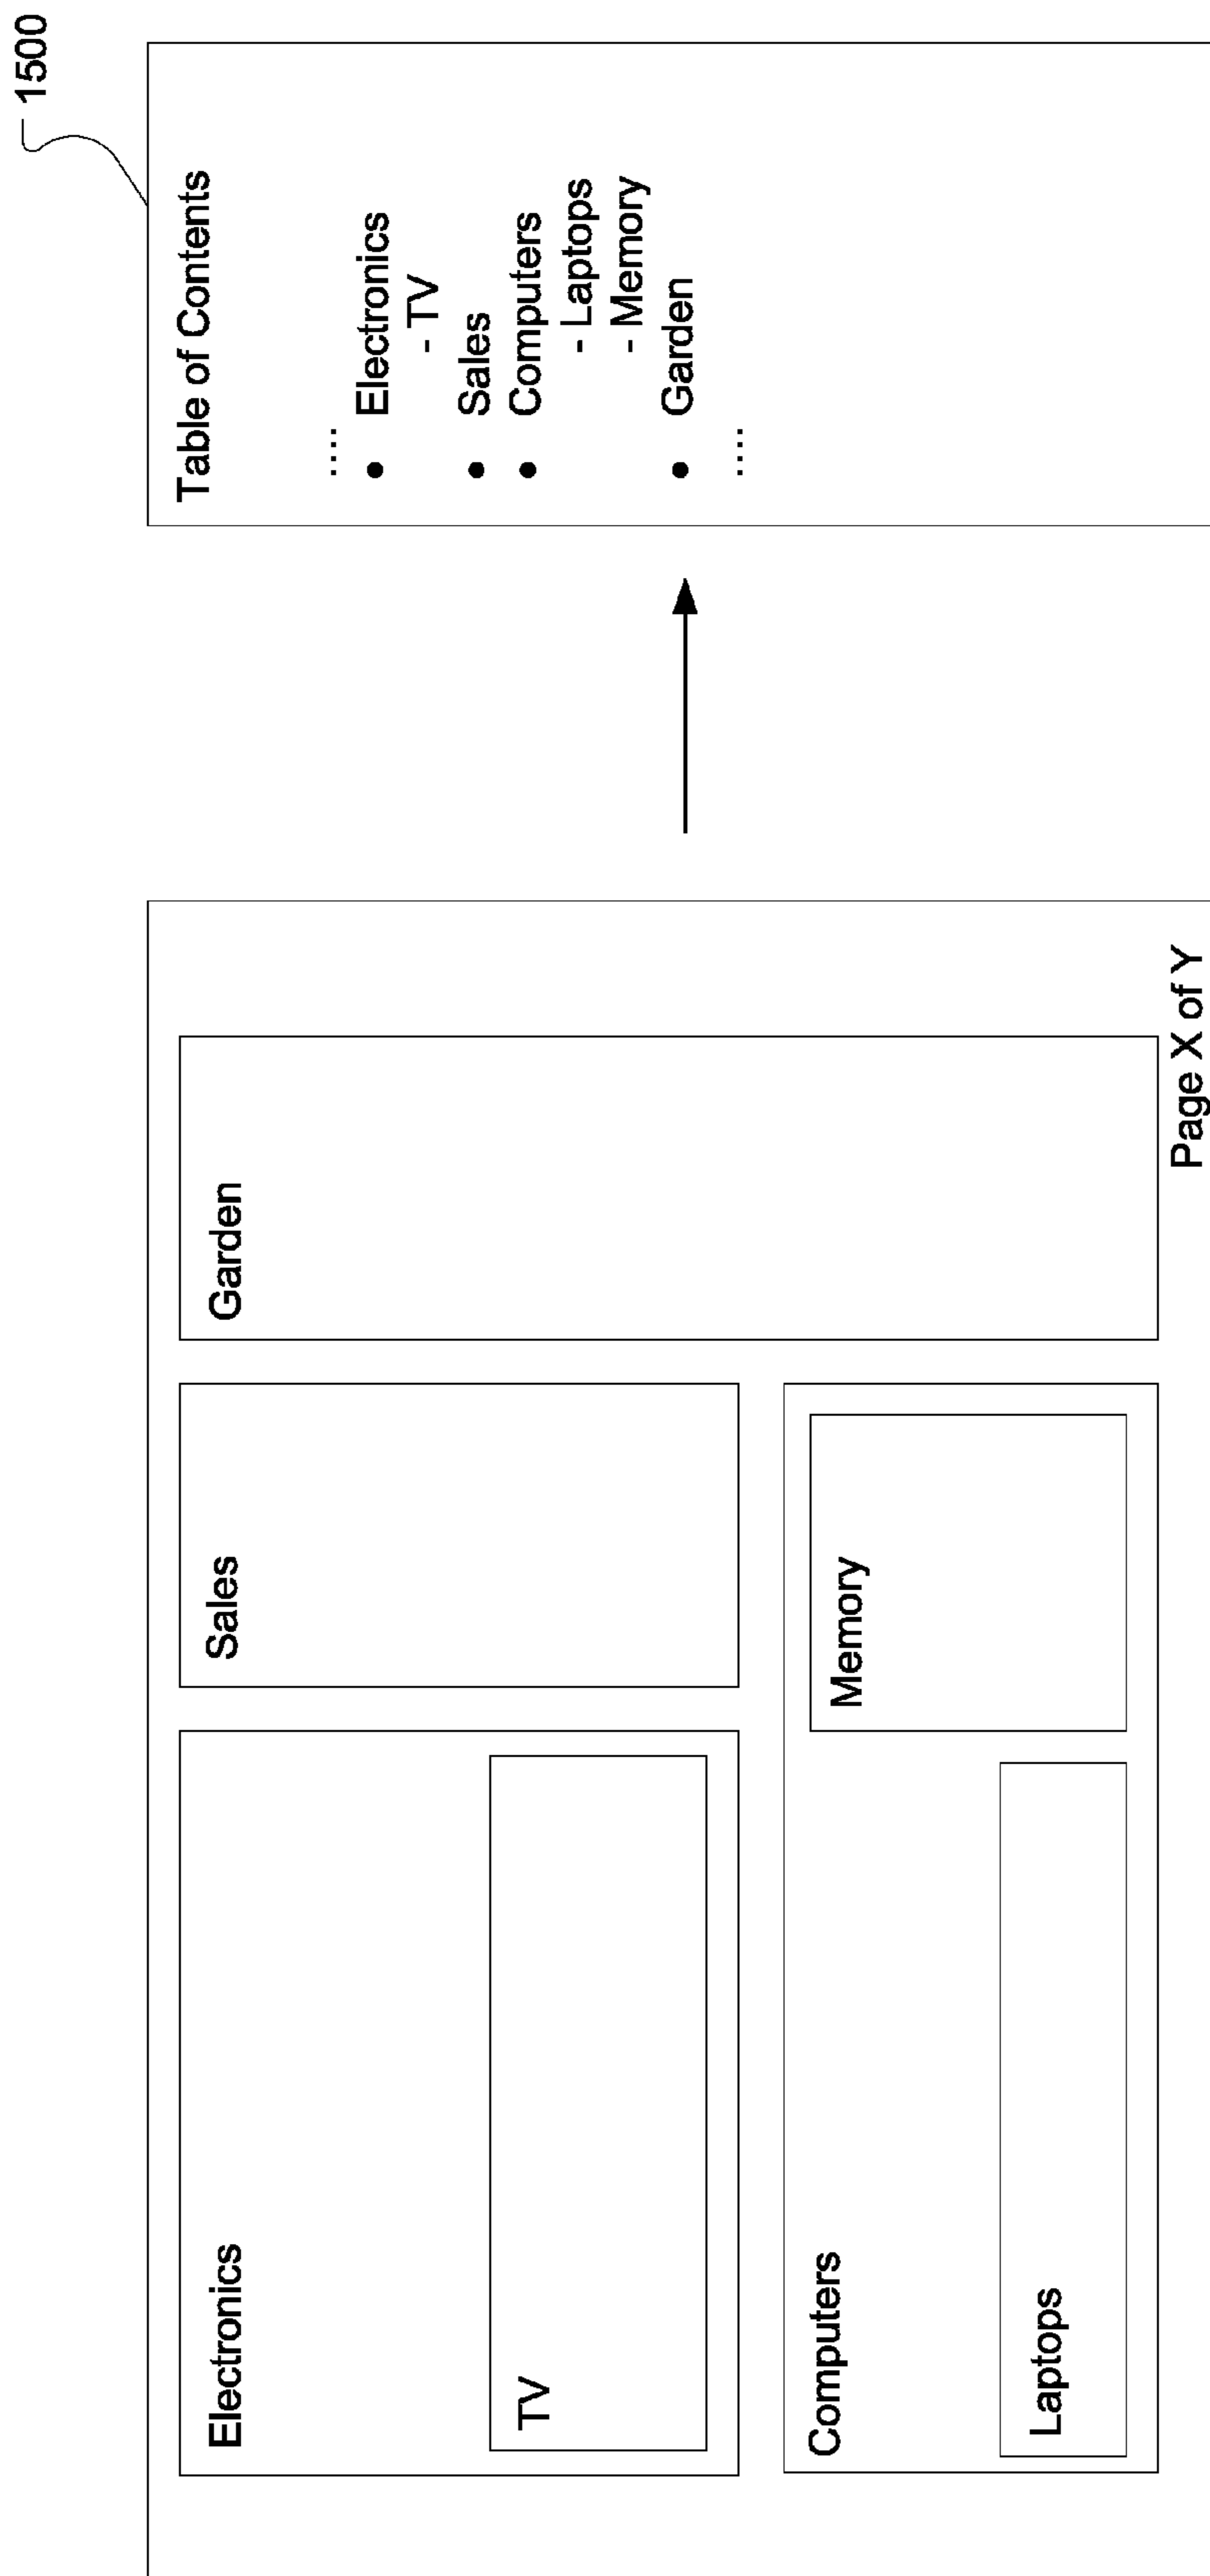 1500
Electronics
TV
Sales
Computers
Laptops
Memory
Garden
Page X of Y
Table of Contents
....
• Electronics
- TV
• Sales
• Computers
- Laptops
- Memory
• Garden
....